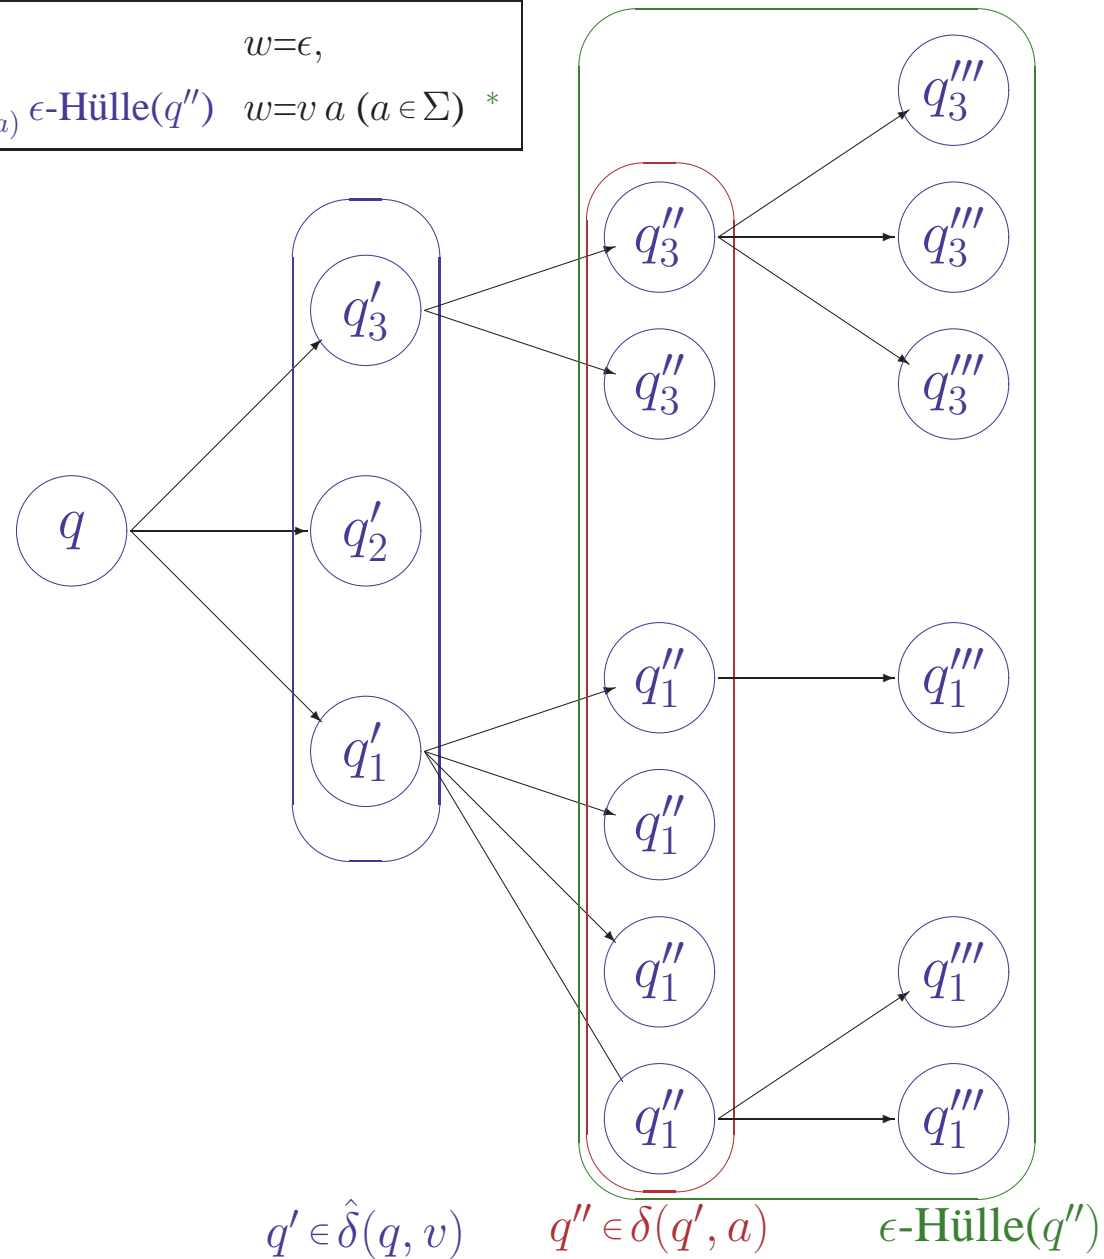 w=ϵ,
a) ϵ-Hülle(q″) w=v a (a ∈ Σ) *
q‴₃
q″₃ q‴₃
q′₃
q″₃ q‴₃
q q′₂
q″₁ q‴₁
q′₁
q″₁
q″₁ q‴₁
q″₁ q‴₁
q′ ∈ δ̂(q, v) q″ ∈ δ(q′, a) ϵ-Hülle(q″)